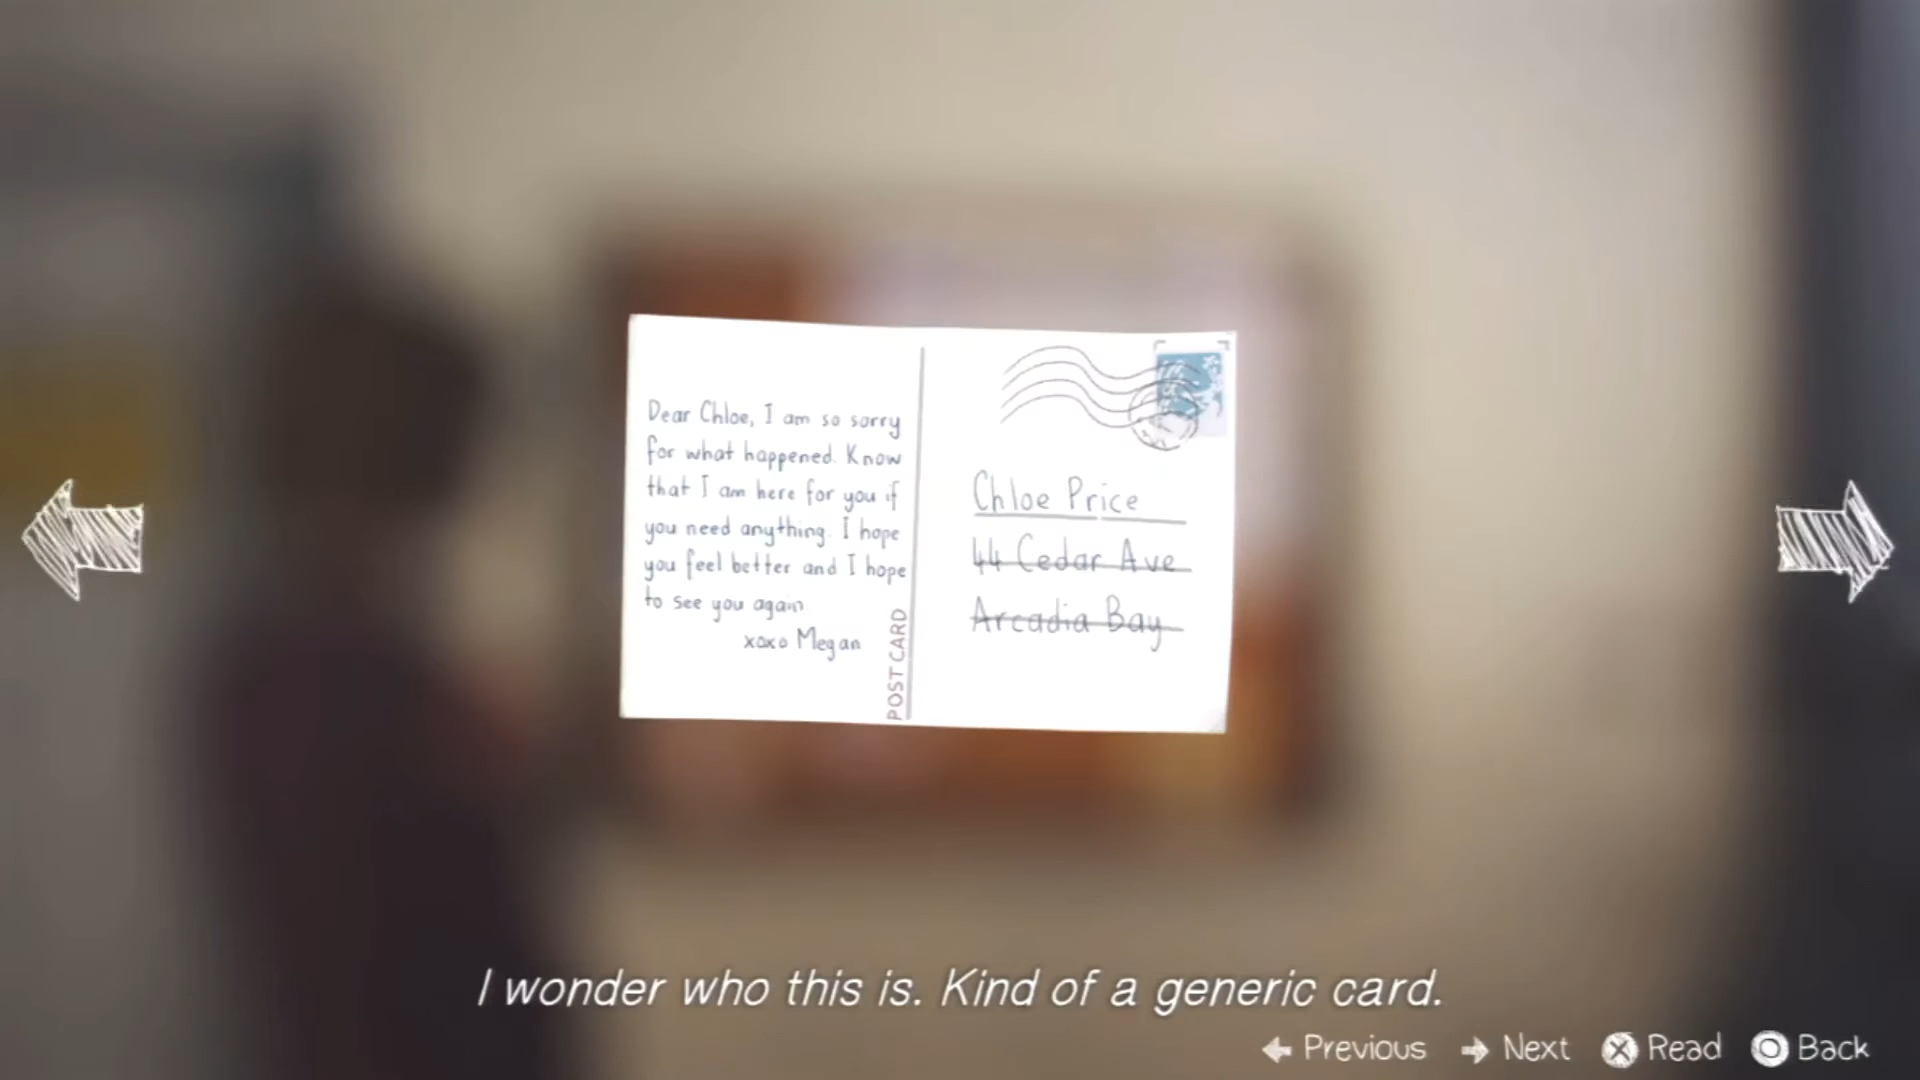 Dear Chloe, I am so sorry
for what happened. Know
that I am here for you if
you need anything. I hope
you feel better and I hope
to see you again
xoxo Megan
POSTCARD
Chloe Price
44 Cedar Ave
Arcadia Bay
I wonder who this is. Kind of a generic card.
Previous Next Read Back